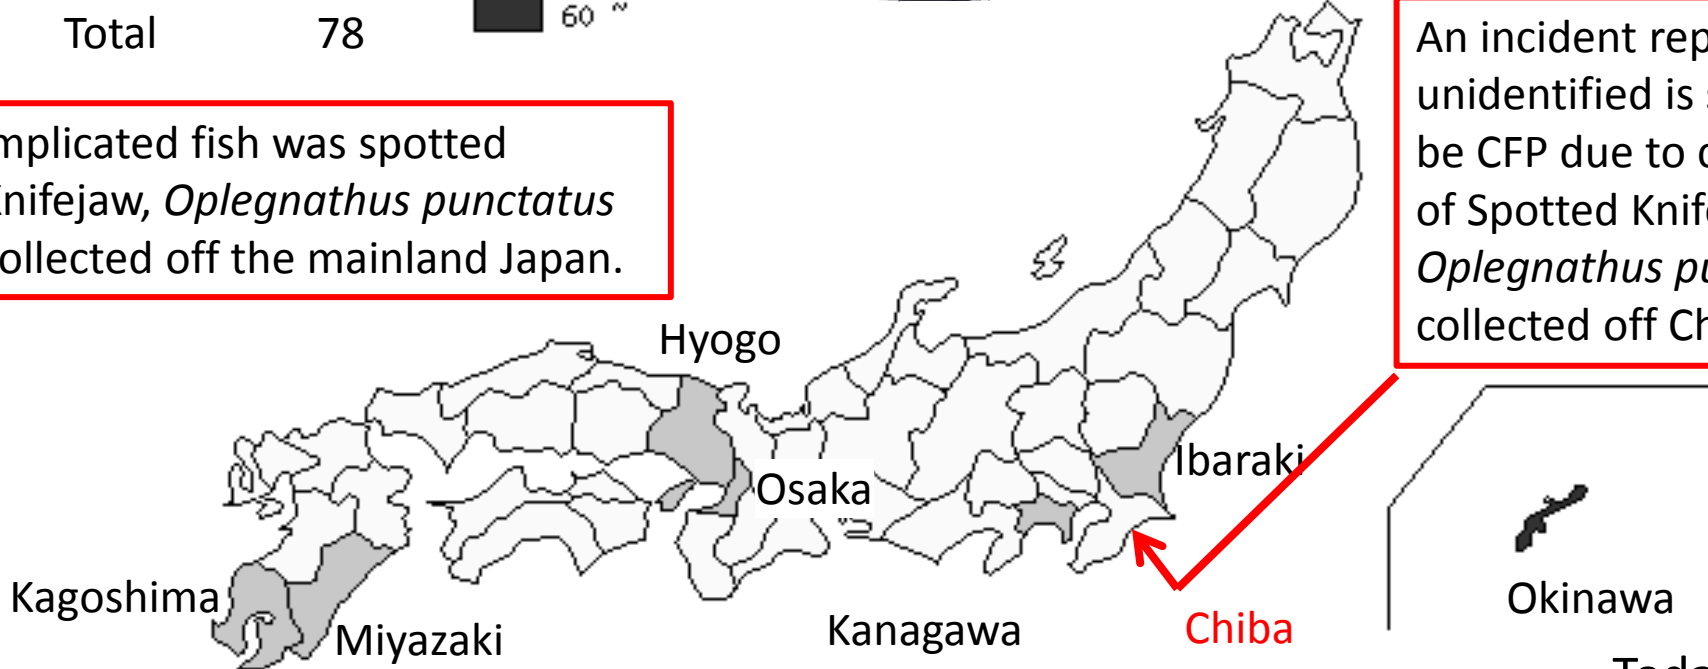 Total 78
60 ~
mplicated fish was spotted
Knifejaw, Oplegnathus punctatus
ollected off the mainland Japan.
An incident rep
unidentified is
be CFP due to
of Spotted Knif
Oplegnathus pu
collected off Ch
Hyogo
Ibaraki
Osaka
Kagoshima
Miyazaki
Kanagawa
Chiba
Okinawa